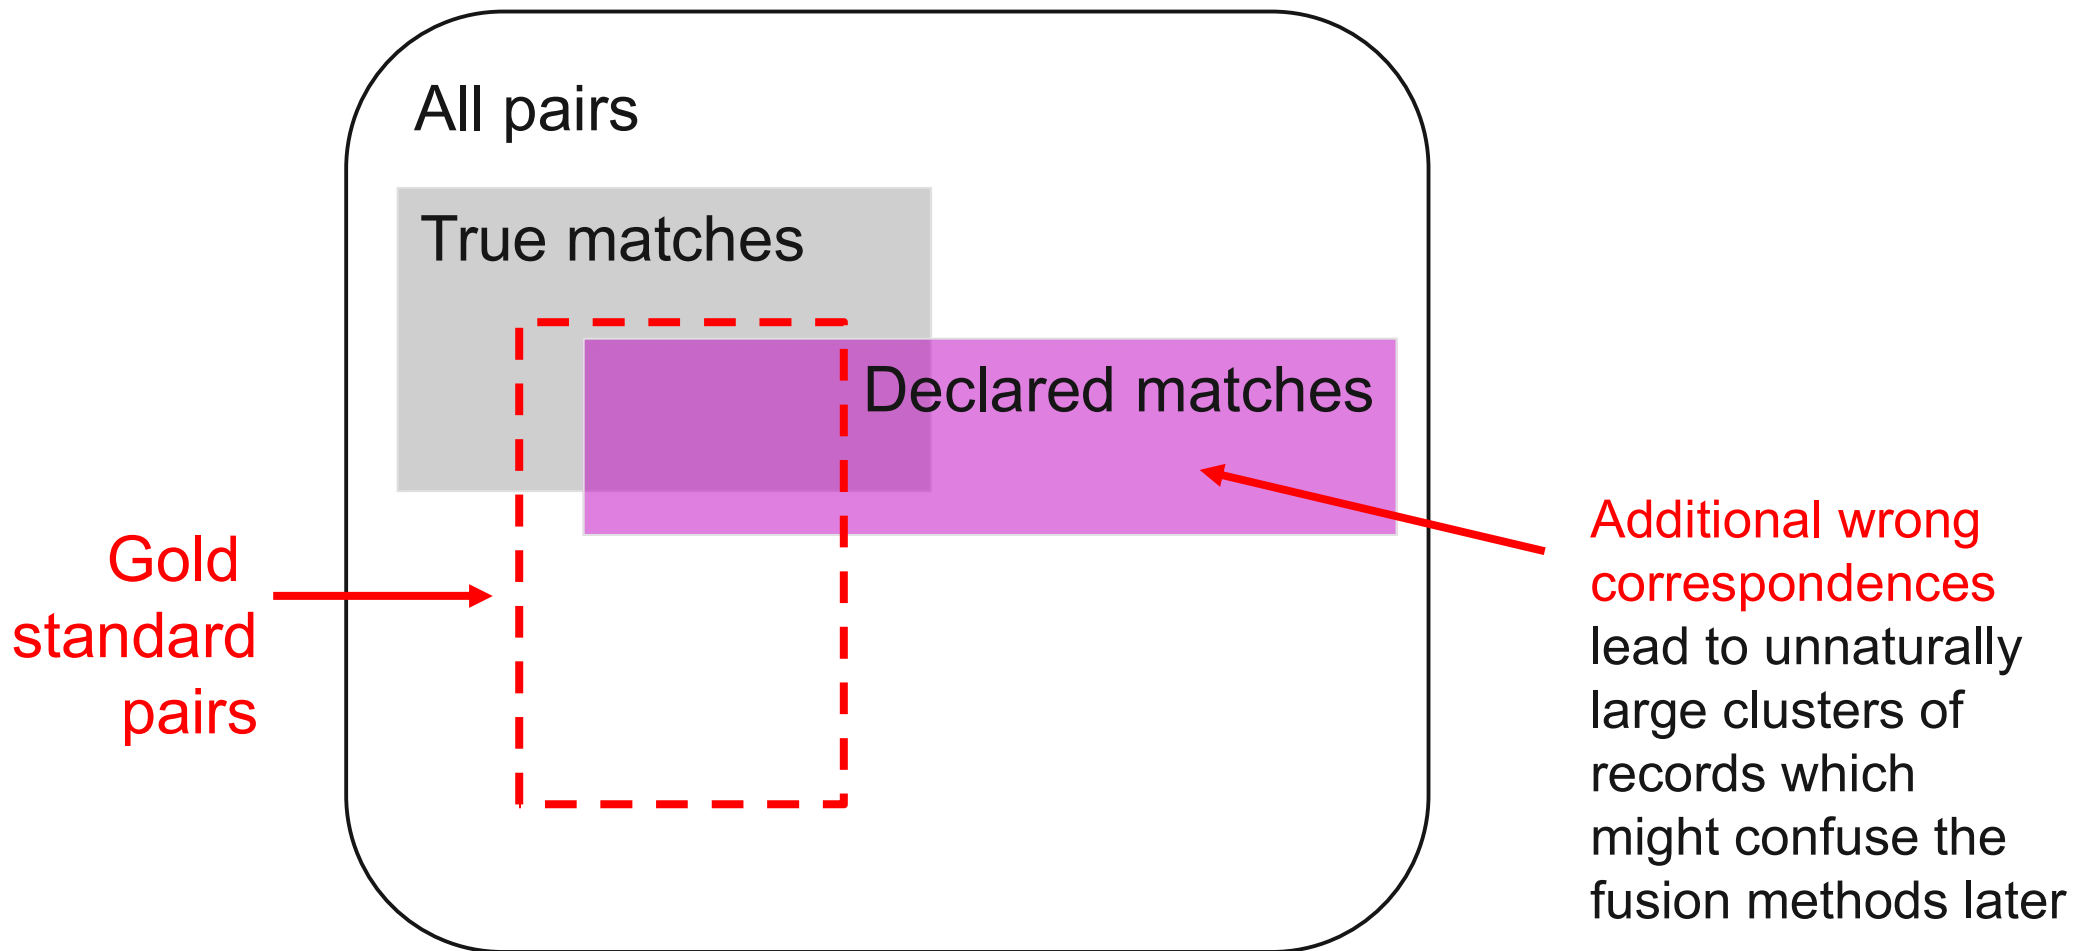 All pairs
True matches
Declared matches
Gold
standard
pairs
Additional wrong
correspondences
lead to unnaturally
large clusters of
records which
might confuse the
fusion methods later